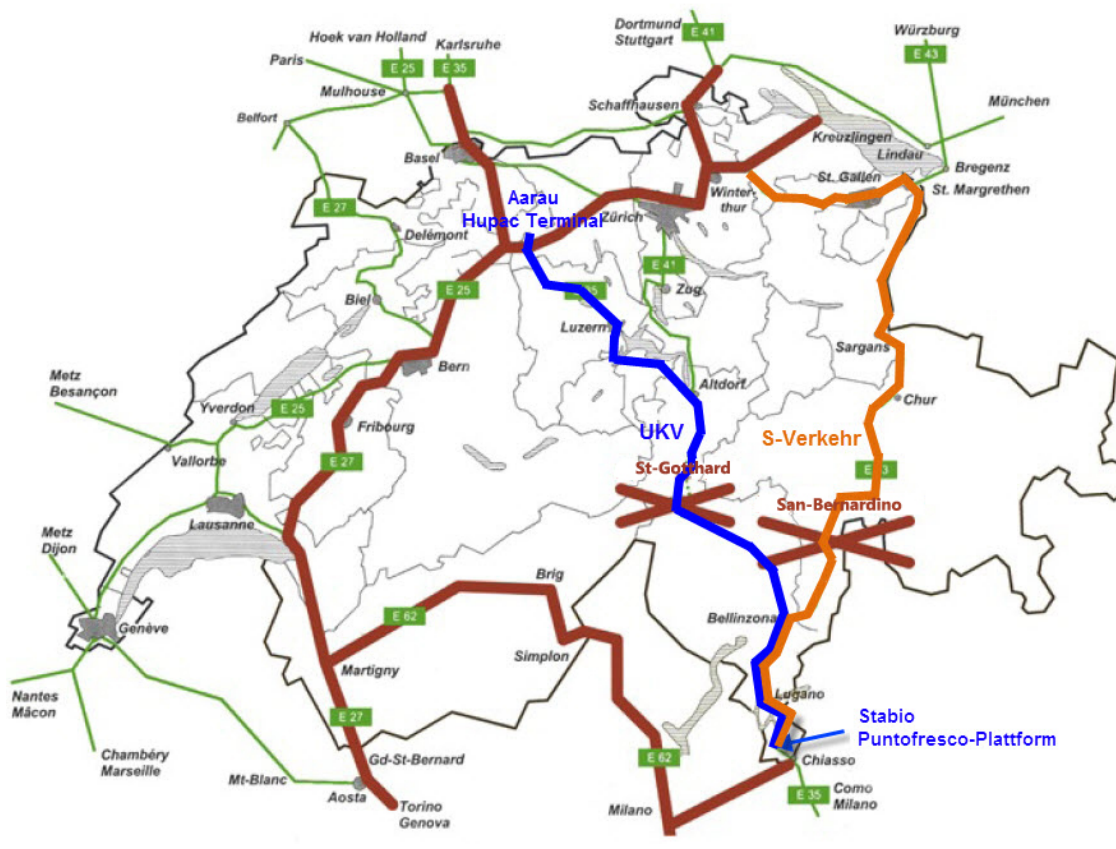 Dortmund
Stuttgart
E 41
Würzburg
E 43
Hoek van Holland
Karlsruhe
Paris
E 25
E 35
Mulhouse
Schaffhausen
München
Belfort
Kreuzlingen
Basel
Lindau
Bregenz
Winter-
thur
St. Gallen
St. Margrethen
Aarau
Hupac Terminal
Zürich
E 27
Delémont
E 41
E 25
Biel
Zug
Luzern
Sargans
Bern
Metz
Besançon
Altdorf
Chur
Yverdon
E 25
Fribourg
UKV
S-Verkehr
Vallorbe
E 27
St-Gotthard
San-Bernardino
Lausanne
Metz
Dijon
Brig
Genève
E 62
Bellinzona
Simplon
Martigny
Nantes
Mâcon
Lugano
E 27
Stabio
Puntofresco-Plattform
Chambéry
Marseille
Gd-St-Bernard
E 62
Chiasso
Mt-Blanc
Aosta
E 35
Como
Milano
Torino
Genova
Milano